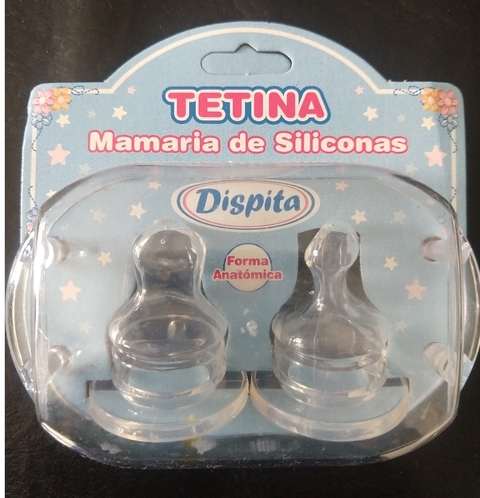 TETINA
Mamaria de Siliconas
Dispita
Forma
Anatómica